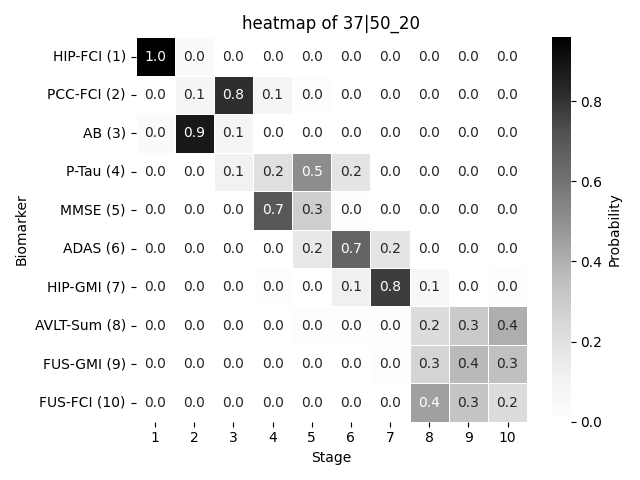 heatmap of 37|50_20
HIP-FCI (1) 1.0 0.0 0.0 0.0 0.0 0.0 0.0 0.0 0.0 0.0
PCC-FCI (2) 0.0 0.1 0.8 0.1 0.0 0.0 0.0 0.0 0.0 0.0
AB (3) 0.0 0.9 0.1 0.0 0.0 0.0 0.0 0.0 0.0 0.0
P-Tau (4) 0.0 0.0 0.1 0.2 0.5 0.2 0.0 0.0 0.0 0.0
MMSE (5) 0.0 0.0 0.0 0.7 0.3 0.0 0.0 0.0 0.0 0.0
ADAS (6) 0.0 0.0 0.0 0.0 0.2 0.7 0.2 0.0 0.0 0.0
HIP-GMI (7) 0.0 0.0 0.0 0.0 0.0 0.1 0.8 0.1 0.0 0.0
AVLT-Sum (8) 0.0 0.0 0.0 0.0 0.0 0.0 0.0 0.2 0.3 0.4
FUS-GMI (9) 0.0 0.0 0.0 0.0 0.0 0.0 0.0 0.3 0.4 0.3
FUS-FCI (10) 0.0 0.0 0.0 0.0 0.0 0.0 0.0 0.4 0.3 0.2
1 2 3 4 5 6 7 8 9 10
Stage
Biomarker
0.8
0.6
0.4
0.2
0.0
Probability